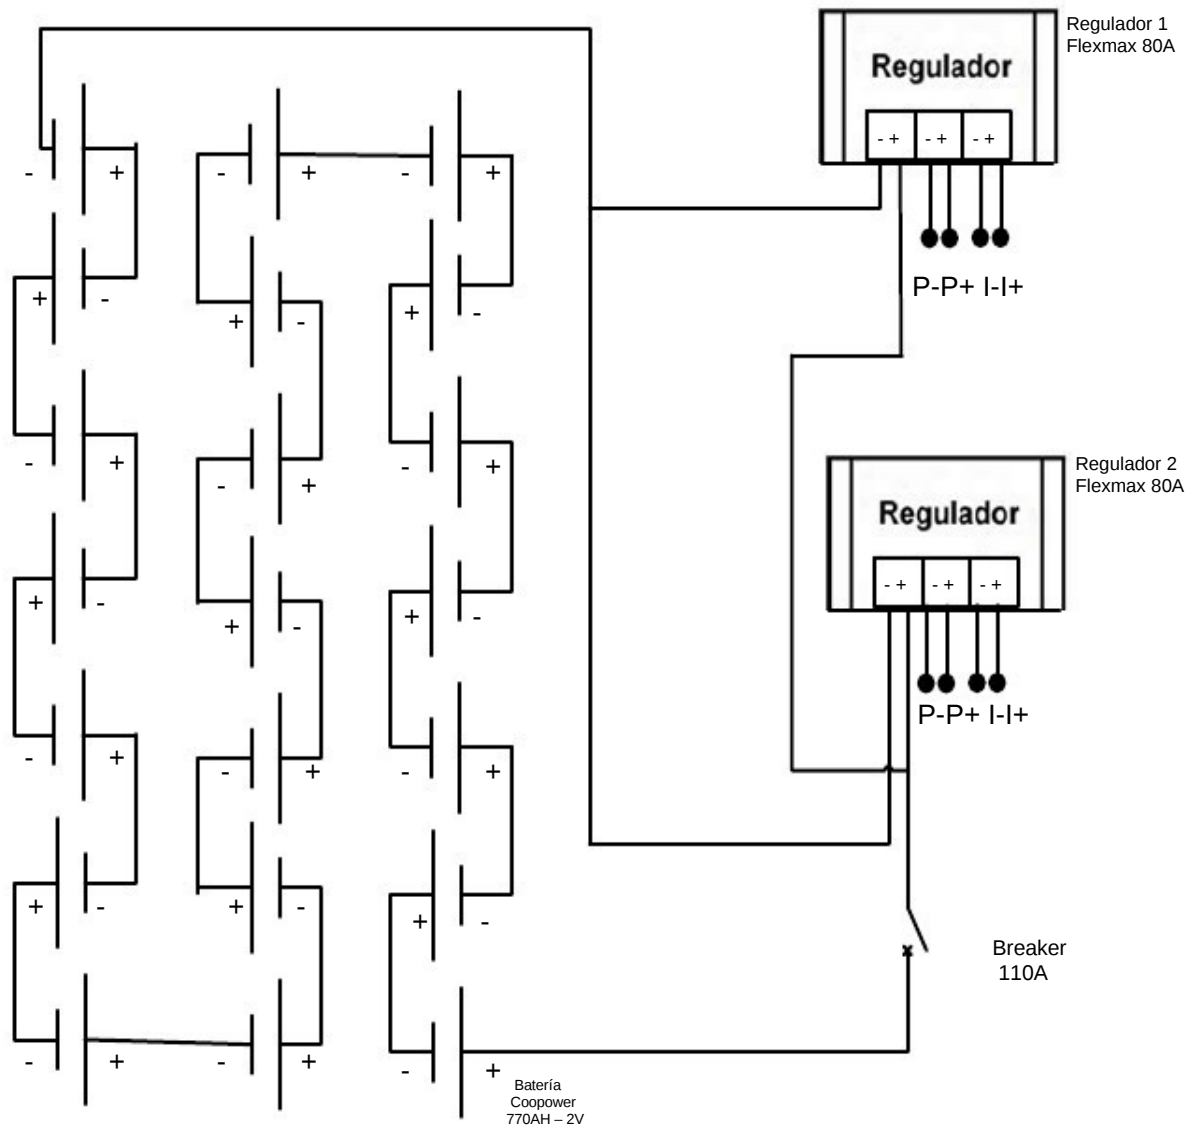 Regulador 1
Flexmax 80A
Regulador
- + - + - +
P-P+ I-I+
Regulador 2
Flexmax 80A
Regulador
- + - + - +
P-P+ I-I+
Breaker
110A
- + - + - +
+ - + - + -
- + - + - +
+ - + - + -
- + - + - +
+ - + - + -
- + - + - +
Batería
Coopower
770AH – 2V